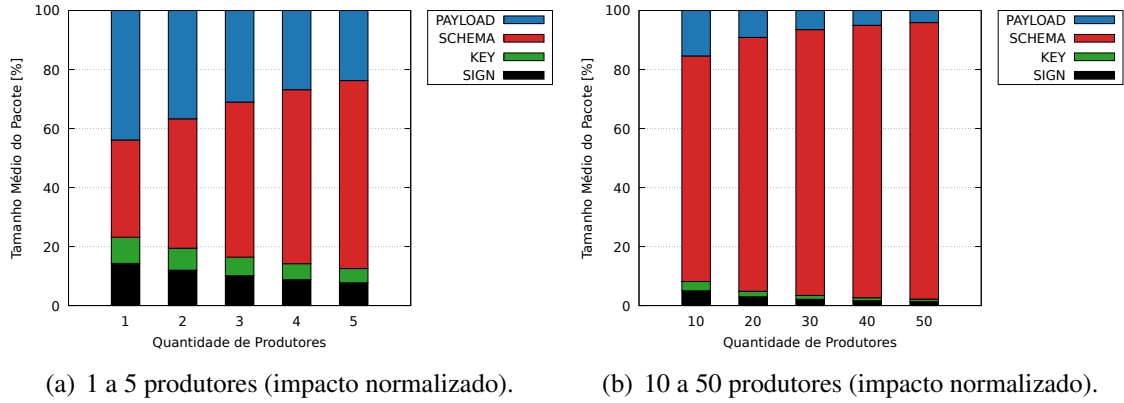 Tamanho Médio do Pacote [%]
100
80
60
40
20
0
1 2 3 4 5
Quantidade de Produtores
PAYLOAD
SCHEMA
KEY
SIGN
(a) 1 a 5 produtores (impacto normalizado).
Tamanho Médio do Pacote [%]
100
80
60
40
20
0
10 20 30 40 50
Quantidade de Produtores
PAYLOAD
SCHEMA
KEY
SIGN
(b) 10 a 50 produtores (impacto normalizado).